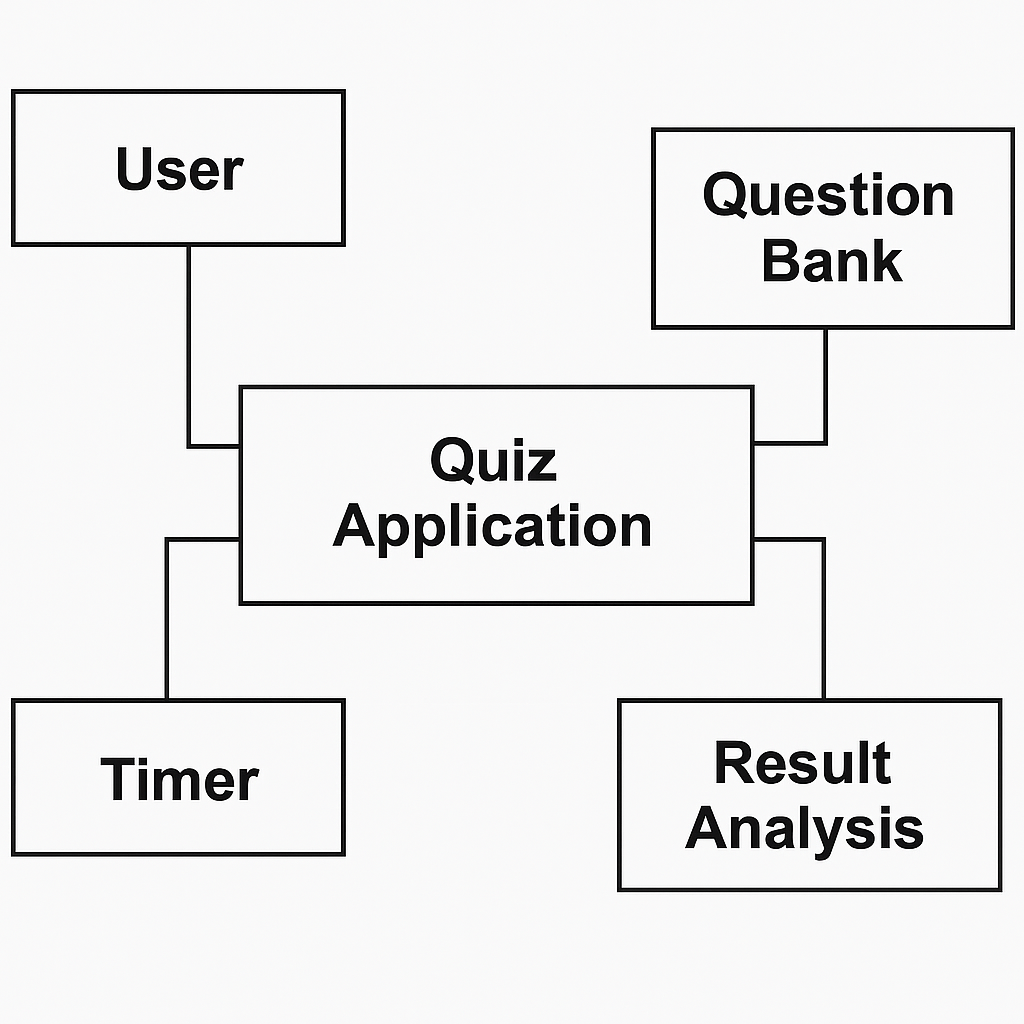 User
Question
Bank
Quiz
Application
Timer
Result
Analysis